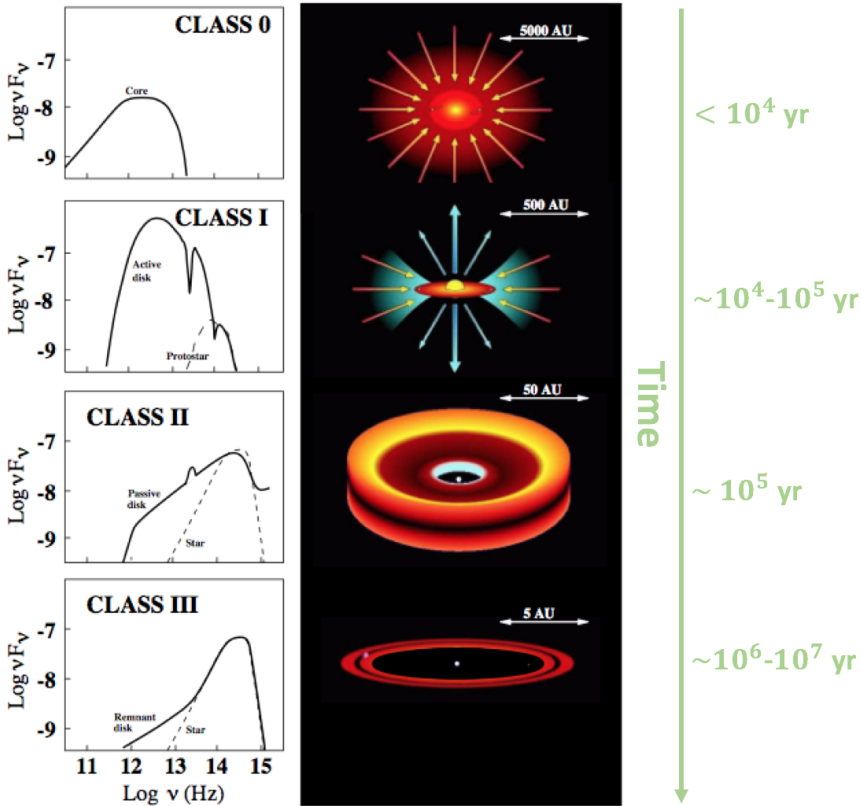 CLASS 0
-7
-8
-9
Log νFν
Core
5000 AU
< 10⁴ yr
CLASS I
-7
-8
-9
Log νFν
Active
disk
Protostar
500 AU
~10⁴-10⁵ yr
Time
CLASS II
-7
-8
-9
Log νFν
Passive
disk
Star
50 AU
~ 10⁵ yr
CLASS III
-7
-8
-9
Log νFν
Remnant
disk
Star
5 AU
~10⁶-10⁷ yr
11 12 13 14 15
Log ν (Hz)